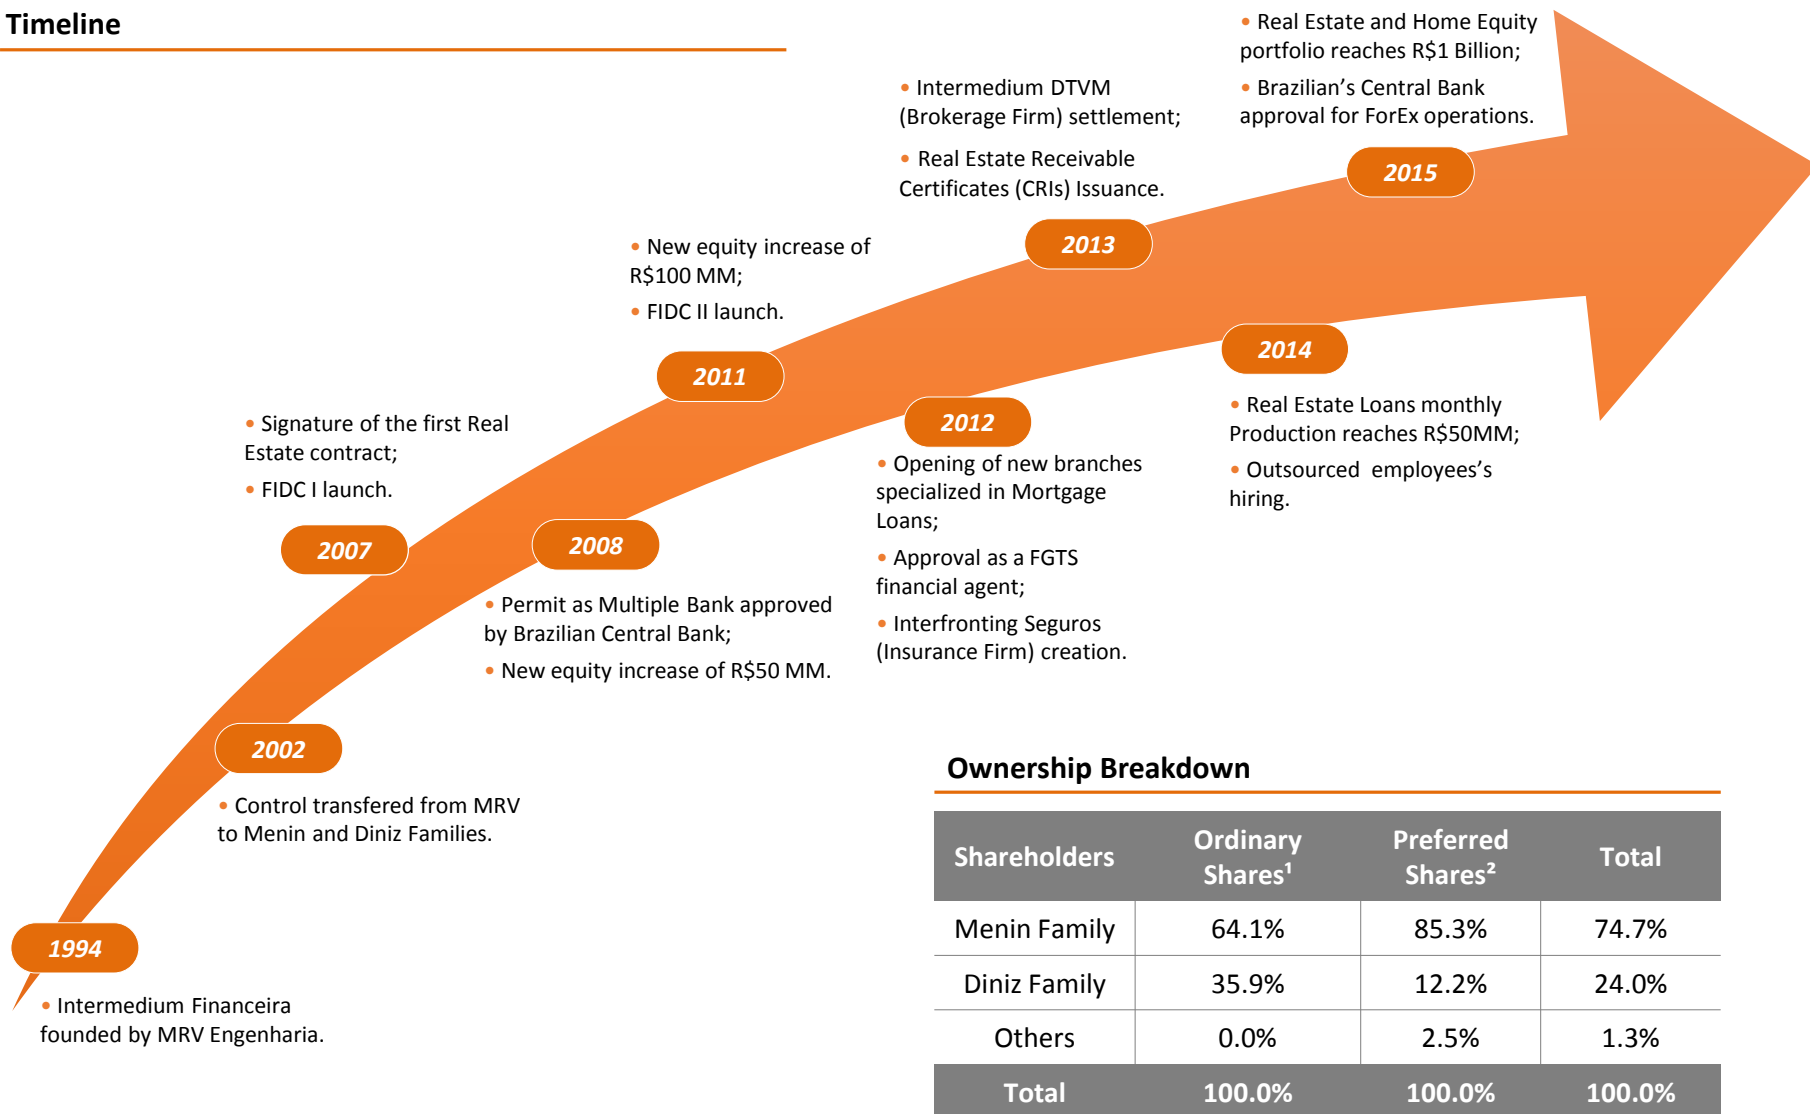 Timeline
• Real Estate and Home Equity
portfolio reaches R$1 Billion;
• Brazilian's Central Bank
approval for ForEx operations.
2015
• Intermedium DTVM
(Brokerage Firm) settlement;
• Real Estate Receivable
Certificates (CRIs) Issuance.
2013
• New equity increase of
R$100 MM;
• FIDC II launch.
2011
2014
• Real Estate Loans monthly
Production reaches R$50MM;
• Outsourced employees's
hiring.
• Signature of the first Real
Estate contract;
• FIDC I launch.
2007
2012
• Opening of new branches
specialized in Mortgage
Loans;
• Approval as a FGTS
financial agent;
• Interfronting Seguros
(Insurance Firm) creation.
2008
• Permit as Multiple Bank approved
by Brazilian Central Bank;
• New equity increase of R$50 MM.
2002
• Control transfered from MRV
to Menin and Diniz Families.
1994
• Intermedium Financeira
founded by MRV Engenharia.
Ownership Breakdown
Shareholders Ordinary Shares¹ Preferred Shares² Total
Menin Family 64.1% 85.3% 74.7%
Diniz Family 35.9% 12.2% 24.0%
Others 0.0% 2.5% 1.3%
Total 100.0% 100.0% 100.0%